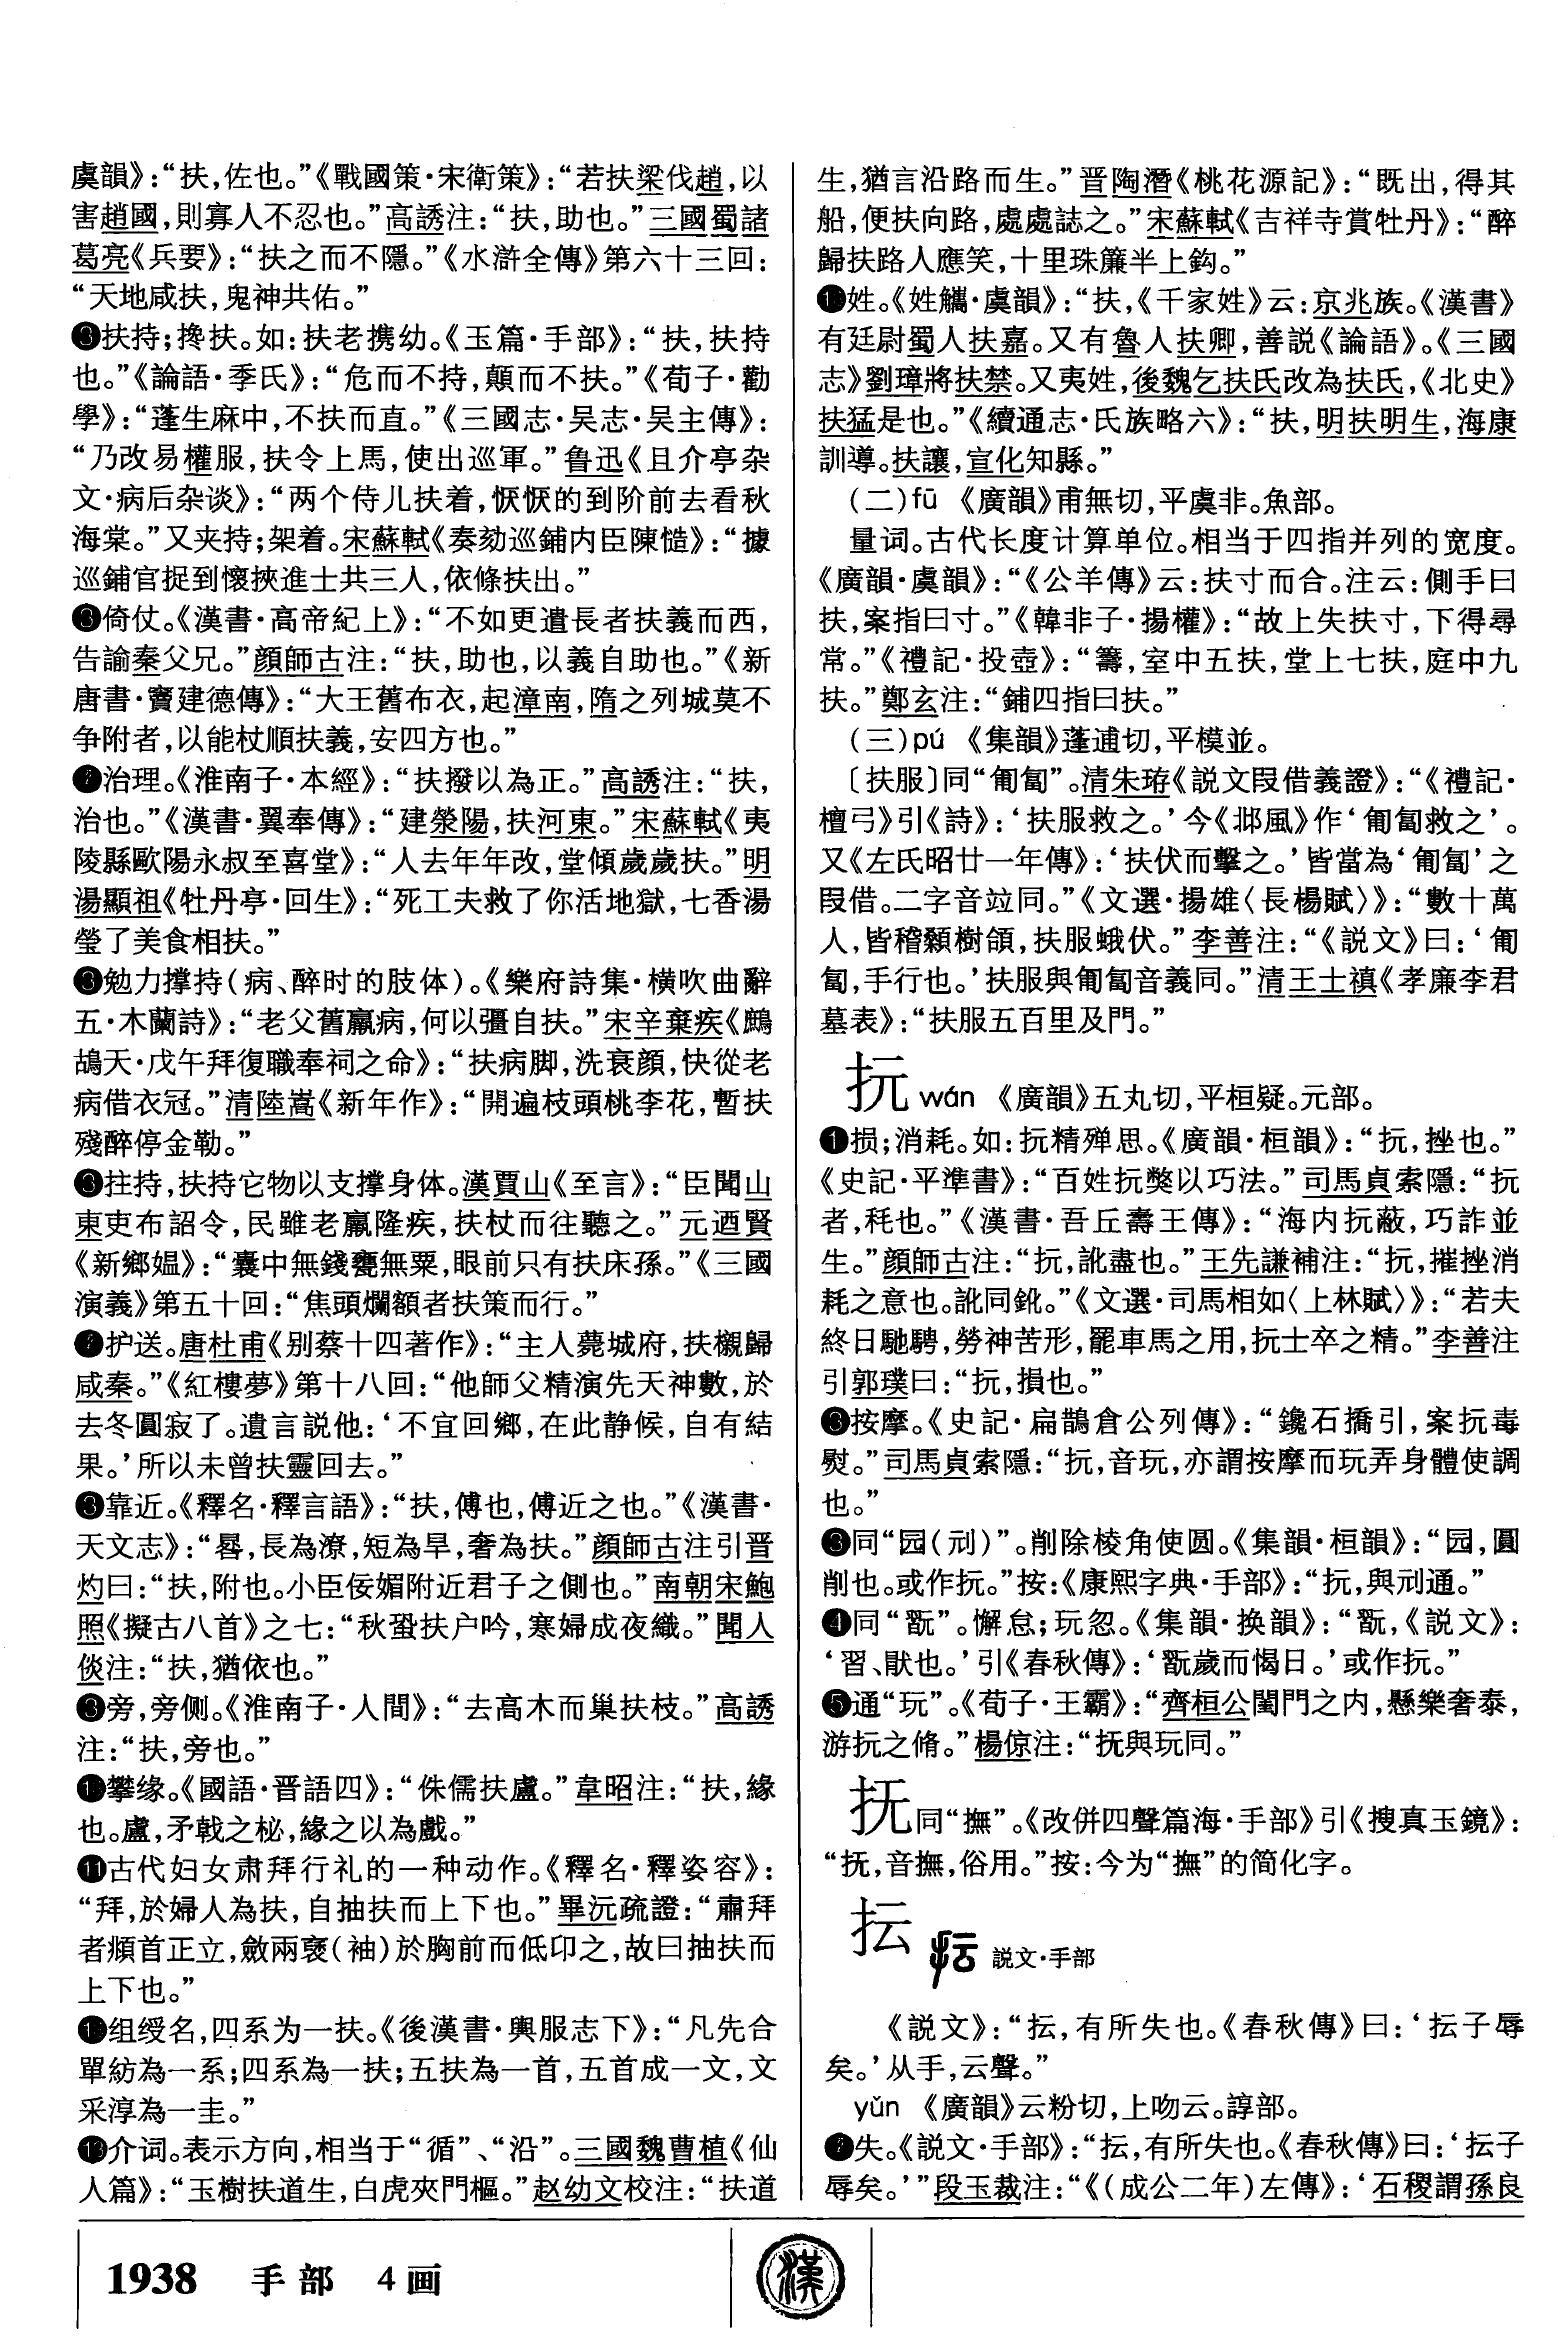 虞韻》：“扶，佐也。”《戰國策·宋衛策》：“若扶梁伐趙，以
害趙國，則寡人不忍也。”高誘注：“扶，助也。”三國蜀諸
葛亮《兵要》：“扶之而不隱。”《水滸全傳》第六十三回：
“天地咸扶，鬼神共佑。”
❸扶持；搀扶。如：扶老携幼。《玉篇·手部》：“扶，扶持
也。”《論語·季氏》：“危而不持，顛而不扶。”《荀子·勸
學》：“蓬生麻中，不扶而直。”《三國志·吴志·吴主傳》：
“乃改易權服，扶令上馬，使出巡軍。”鲁迅《且介亭杂
文·病后杂谈》：“两个侍儿扶着，恹恹的到阶前去看秋
海棠。”又夹持；架着。宋蘇軾《奏劾巡鋪内臣陳慥》：“據
巡鋪官捉到懷挾進士共三人，依條扶出。”
❸倚仗。《漢書·高帝紀上》：“不如更遣長者扶義而西，
告諭秦父兄。”顔師古注：“扶，助也，以義自助也。”《新
唐書·竇建德傳》：“大王舊布衣，起漳南，隋之列城莫不
争附者，以能杖順扶義，安四方也。”
❷治理。《淮南子·本經》：“扶撥以為正。”高誘注：“扶，
治也。”《漢書·翼奉傳》：“建滎陽，扶河東。”宋蘇軾《夷
陵縣歐陽永叔至喜堂》：“人去年年改，堂傾歲歲扶。”明
湯顯祖《牡丹亭·回生》：“死工夫救了你活地獄，七香湯
瑩了美食相扶。”
❸勉力撑持（病、醉时的肢体）。《樂府詩集·横吹曲辭
五·木蘭詩》：“老父舊羸病，何以彊自扶。”宋辛棄疾《鷓
鴣天·戊午拜復職奉祠之命》：“扶病脚，洗衰顔，快從老
病借衣冠。”清陸嵩《新年作》：“開遍枝頭桃李花，暫扶
殘醉停金勒。”
❸拄持，扶持它物以支撑身体。漢賈山《至言》：“臣聞山
東吏布詔令，民雖老羸隆疾，扶杖而往聽之。”元迺賢
《新鄉媪》：“囊中無錢甕無粟，眼前只有扶床孫。”《三國
演義》第五十回：“焦頭爛額者扶策而行。”
❷护送。唐杜甫《别蔡十四著作》：“主人薨城府，扶櫬歸
咸秦。”《紅樓夢》第十八回：“他師父精演先天神數，於
去冬圓寂了。遺言説他：‘不宜回鄉，在此静候，自有結
果。’所以未曾扶靈回去。”
❸靠近。《釋名·釋言語》：“扶，傅也，傅近之也。”《漢書·
天文志》：“晷，長為潦，短為旱，奢為扶。”顔師古注引晋
灼曰：“扶，附也。小臣佞媚附近君子之側也。”南朝宋鮑
照《擬古八首》之七：“秋蛩扶户吟，寒婦成夜織。”聞人
倓注：“扶，猶依也。”
❸旁，旁侧。《淮南子·人間》：“去高木而巢扶枝。”高誘
注：“扶，旁也。”
❶攀缘。《國語·晋語四》：“侏儒扶盧。”韋昭注：“扶，緣
也。盧，矛戟之柲，緣之以為戲。”
⓫古代妇女肃拜行礼的一种动作。《釋名·釋姿容》：
“拜，於婦人為扶，自抽扶而上下也。”畢沅疏證：“肅拜
者頫首正立，斂兩褎（袖）於胸前而低卬之，故曰抽扶而
上下也。”
❶组绶名，四系为一扶。《後漢書·輿服志下》：“凡先合
單紡為一系；四系為一扶；五扶為一首，五首成一文，文
采淳為一圭。”
⓭介词。表示方向，相当于“循”、“沿”。三國魏曹植《仙
人篇》：“玉樹扶道生，白虎夾門樞。”赵幼文校注：“扶道
生，猶言沿路而生。”晋陶潛《桃花源記》：“既出，得其
船，便扶向路，處處誌之。”宋蘇軾《吉祥寺賞牡丹》：“醉
歸扶路人應笑，十里珠簾半上鈎。”
❶姓。《姓觿·虞韻》：“扶，《千家姓》云：京兆族。《漢書》
有廷尉蜀人扶嘉。又有魯人扶卿，善説《論語》。《三國
志》劉璋將扶禁。又夷姓，後魏乞扶氏改為扶氏，《北史》
扶猛是也。”《續通志·氏族略六》：“扶，明扶明生，海康
訓導。扶讓，宣化知縣。”
（二）fū 《廣韻》甫無切，平虞非。魚部。
量词。古代长度计算单位。相当于四指并列的宽度。
《廣韻·虞韻》：“《公羊傳》云：扶寸而合。注云：側手曰
扶，案指曰寸。”《韓非子·揚權》：“故上失扶寸，下得尋
常。”《禮記·投壺》：“籌，室中五扶，堂上七扶，庭中九
扶。”鄭玄注：“鋪四指曰扶。”
（三）pú 《集韻》蓬逋切，平模並。
〔扶服〕同“匍匐”。清朱珔《説文叚借義證》：“《禮記·
檀弓》引《詩》：‘扶服救之。’今《邶風》作‘匍匐救之’。
又《左氏昭廿一年傳》：‘扶伏而擊之。’皆當為‘匍匐’之
叚借。二字音竝同。”《文選·揚雄〈長楊賦〉》：“數十萬
人，皆稽顙樹頜，扶服蛾伏。”李善注：“《説文》曰：‘匍
匐，手行也。’扶服與匍匐音義同。”清王士禛《孝廉李君
墓表》：“扶服五百里及門。”
抏 wán 《廣韻》五丸切，平桓疑。元部。
❶损；消耗。如：抏精殚思。《廣韻·桓韻》：“抏，挫也。”
《史記·平準書》：“百姓抏獘以巧法。”司馬貞索隱：“抏
者，秏也。”《漢書·吾丘壽王傳》：“海内抏蔽，巧詐並
生。”顔師古注：“抏，訛盡也。”王先謙補注：“抏，摧挫消
耗之意也。訛同鈋。”《文選·司馬相如〈上林賦〉》：“若夫
終日馳騁，勞神苦形，罷車馬之用，抏士卒之精。”李善注
引郭璞曰：“抏，損也。”
❸按摩。《史記·扁鵲倉公列傳》：“鑱石撟引，案抏毒
熨。”司馬貞索隱：“抏，音玩，亦謂按摩而玩弄身體使調
也。”
❸同“园（刓）”。削除棱角使圆。《集韻·桓韻》：“园，圓
削也。或作抏。”按：《康熙字典·手部》：“抏，與刓通。”
❹同“翫”。懈怠；玩忽。《集韻·换韻》：“翫，《説文》：
‘習、猒也。’引《春秋傳》：‘翫歲而愒日。’或作抏。”
❺通“玩”。《荀子·王霸》：“齊桓公閨門之内，懸樂奢泰，
游抏之脩。”楊倞注：“抚與玩同。”
抚 同“撫”。《改併四聲篇海·手部》引《搜真玉鏡》：
“抚，音撫，俗用。”按：今为“撫”的简化字。
抎 説文·手部
《説文》：“抎，有所失也。《春秋傳》曰：‘抎子辱
矣。’从手，云聲。”
yǔn 《廣韻》云粉切，上吻云。諄部。
❷失。《説文·手部》：“抎，有所失也。《春秋傳》曰：‘抎子
辱矣。’”段玉裁注：“《（成公二年）左傳》：‘石稷謂孫良
1938 手部 4画
漢